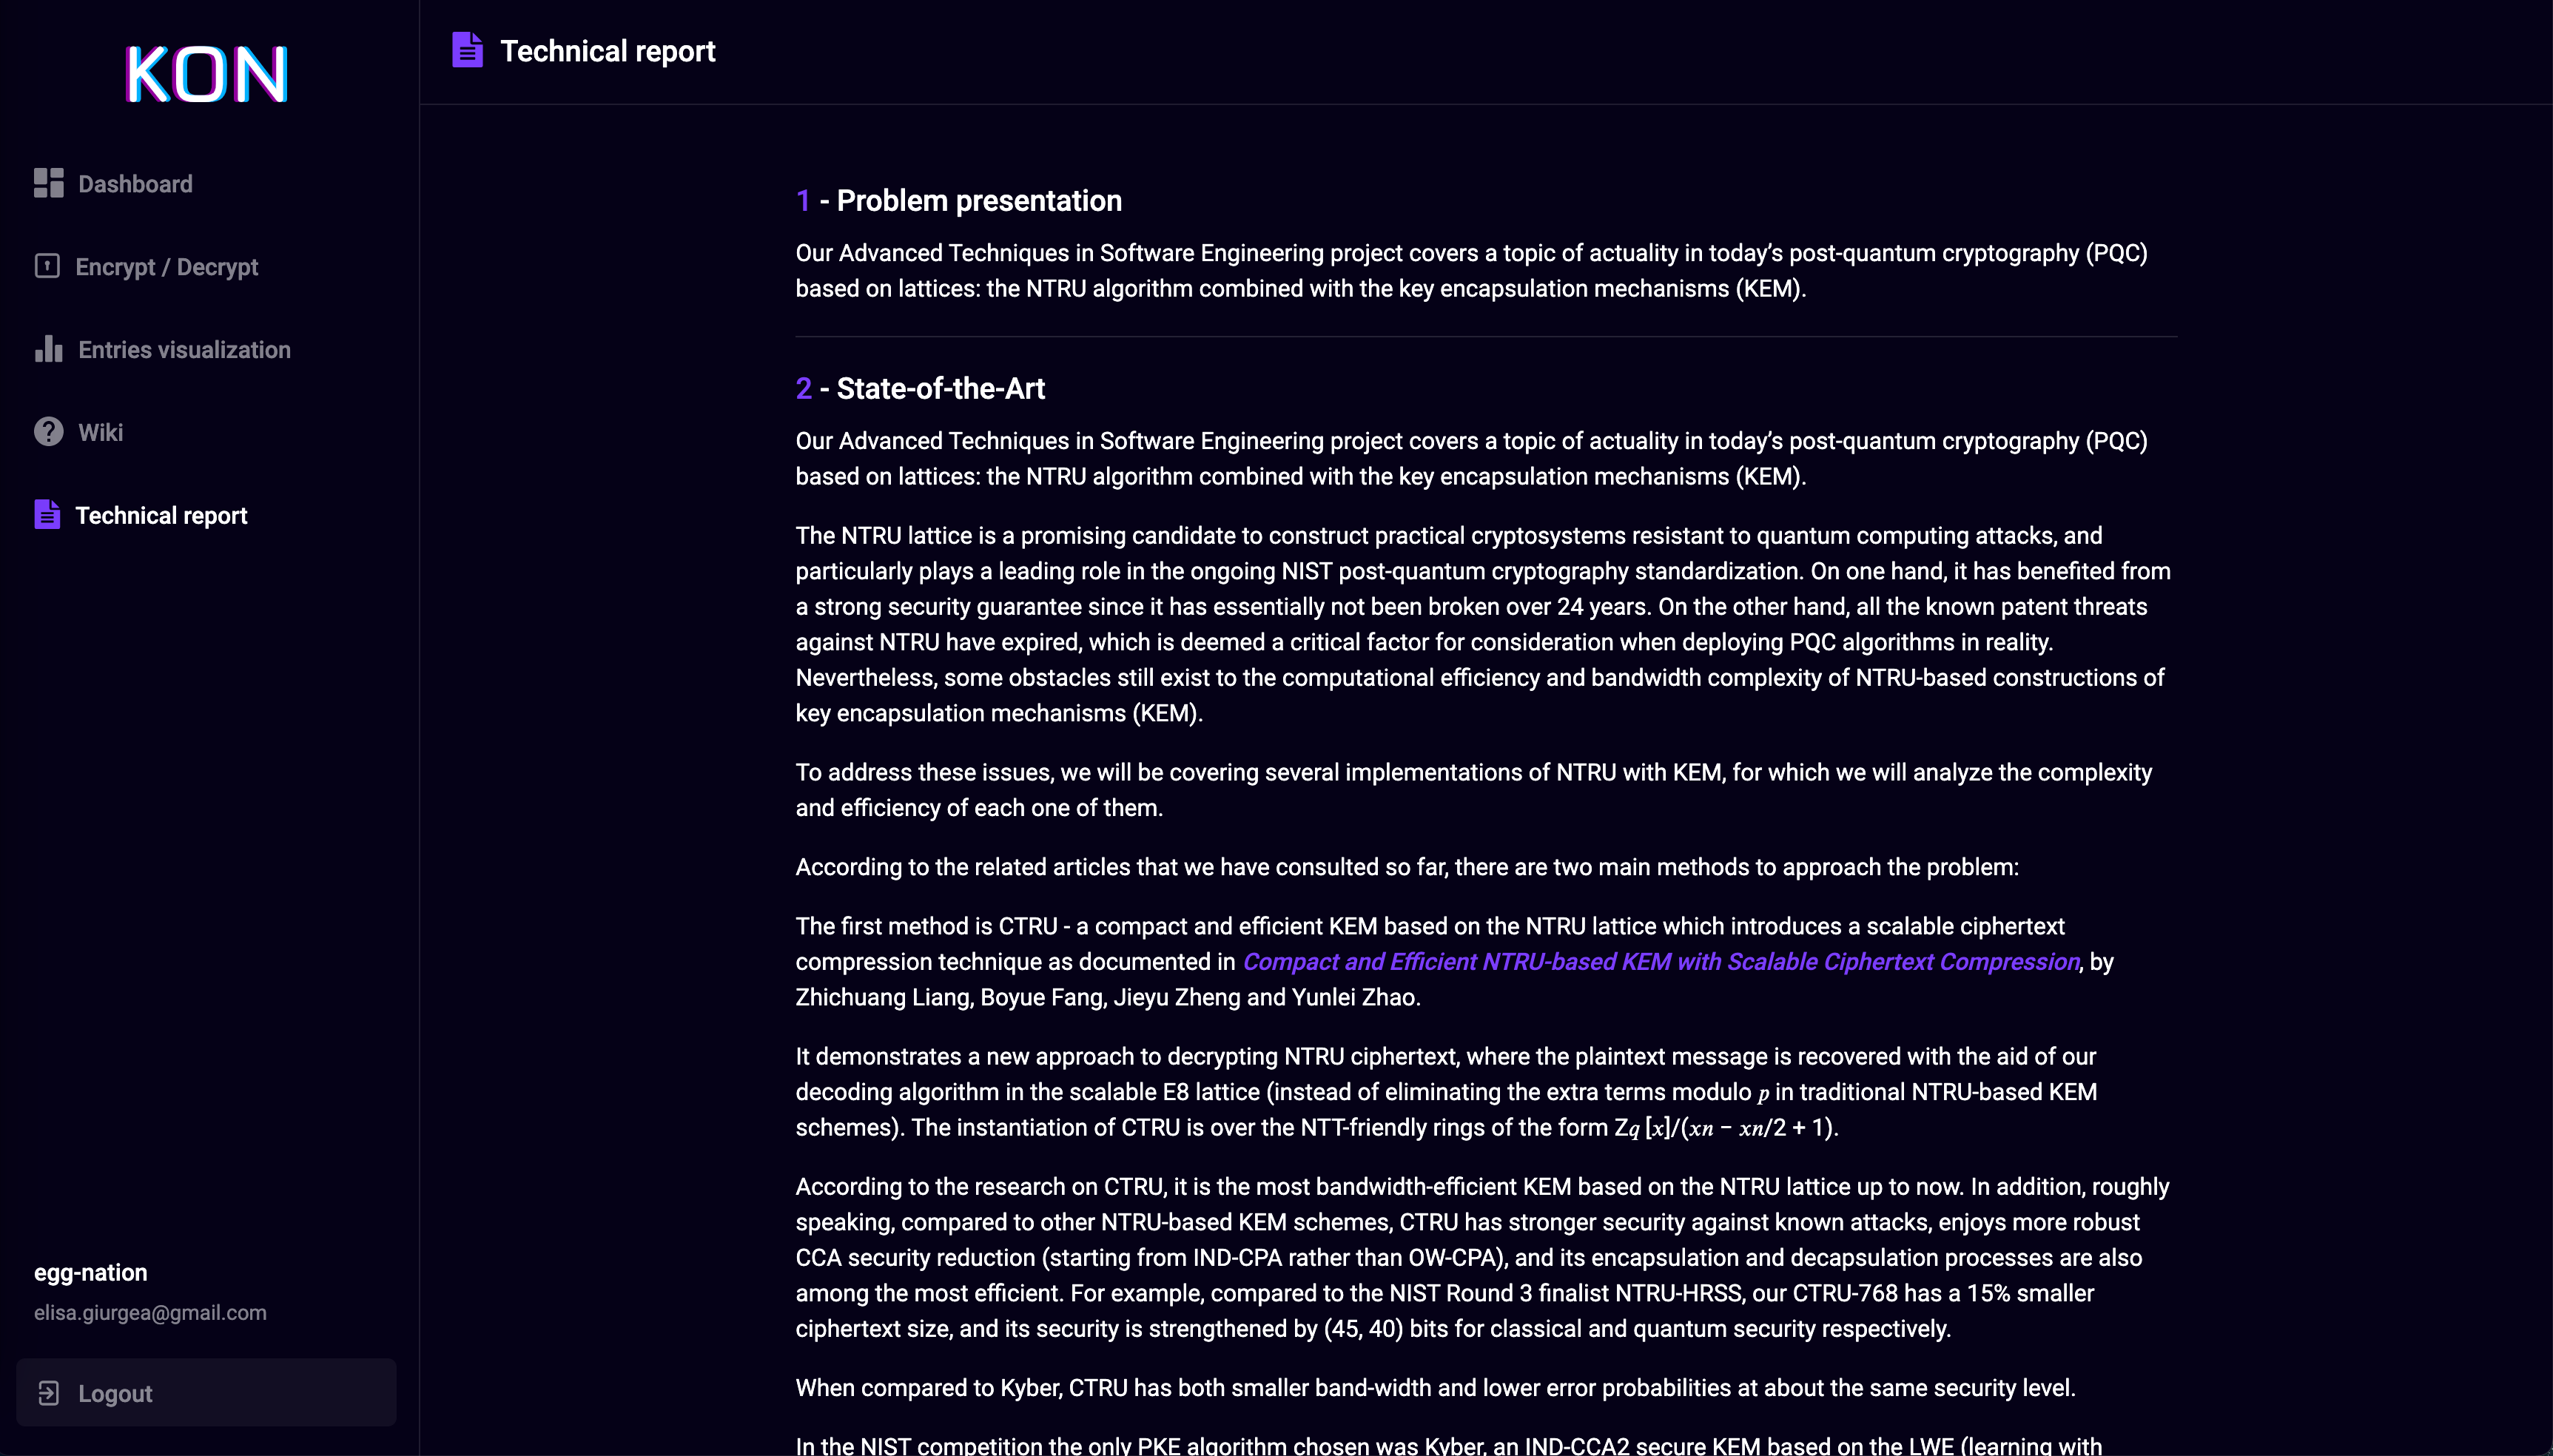 KON
Dashboard
Encrypt / Decrypt
Entries visualization
Wiki
Technical report
egg-nation
elisa.giurgea@gmail.com
Logout
Technical report
1 - Problem presentation
Our Advanced Techniques in Software Engineering project covers a topic of actuality in today’s post-quantum cryptography (PQC)
based on lattices: the NTRU algorithm combined with the key encapsulation mechanisms (KEM).
2 - State-of-the-Art
Our Advanced Techniques in Software Engineering project covers a topic of actuality in today’s post-quantum cryptography (PQC)
based on lattices: the NTRU algorithm combined with the key encapsulation mechanisms (KEM).
The NTRU lattice is a promising candidate to construct practical cryptosystems resistant to quantum computing attacks, and
particularly plays a leading role in the ongoing NIST post-quantum cryptography standardization. On one hand, it has benefited from
a strong security guarantee since it has essentially not been broken over 24 years. On the other hand, all the known patent threats
against NTRU have expired, which is deemed a critical factor for consideration when deploying PQC algorithms in reality.
Nevertheless, some obstacles still exist to the computational efficiency and bandwidth complexity of NTRU-based constructions of
key encapsulation mechanisms (KEM).
To address these issues, we will be covering several implementations of NTRU with KEM, for which we will analyze the complexity
and efficiency of each one of them.
According to the related articles that we have consulted so far, there are two main methods to approach the problem:
The first method is CTRU - a compact and efficient KEM based on the NTRU lattice which introduces a scalable ciphertext
compression technique as documented in Compact and Efficient NTRU-based KEM with Scalable Ciphertext Compression, by
Zhichuang Liang, Boyue Fang, Jieyu Zheng and Yunlei Zhao.
It demonstrates a new approach to decrypting NTRU ciphertext, where the plaintext message is recovered with the aid of our
decoding algorithm in the scalable E8 lattice (instead of eliminating the extra terms modulo 𝑝 in traditional NTRU-based KEM
schemes). The instantiation of CTRU is over the NTT-friendly rings of the form Z𝑞 [𝑥]/(𝑥𝑛 − 𝑥𝑛/2 + 1).
According to the research on CTRU, it is the most bandwidth-efficient KEM based on the NTRU lattice up to now. In addition, roughly
speaking, compared to other NTRU-based KEM schemes, CTRU has stronger security against known attacks, enjoys more robust
CCA security reduction (starting from IND-CPA rather than OW-CPA), and its encapsulation and decapsulation processes are also
among the most efficient. For example, compared to the NIST Round 3 finalist NTRU-HRSS, our CTRU-768 has a 15% smaller
ciphertext size, and its security is strengthened by (45, 40) bits for classical and quantum security respectively.
When compared to Kyber, CTRU has both smaller band-width and lower error probabilities at about the same security level.
In the NIST competition the only PKE algorithm chosen was Kyber, an IND-CCA2 secure KEM based on the LWE (learning with